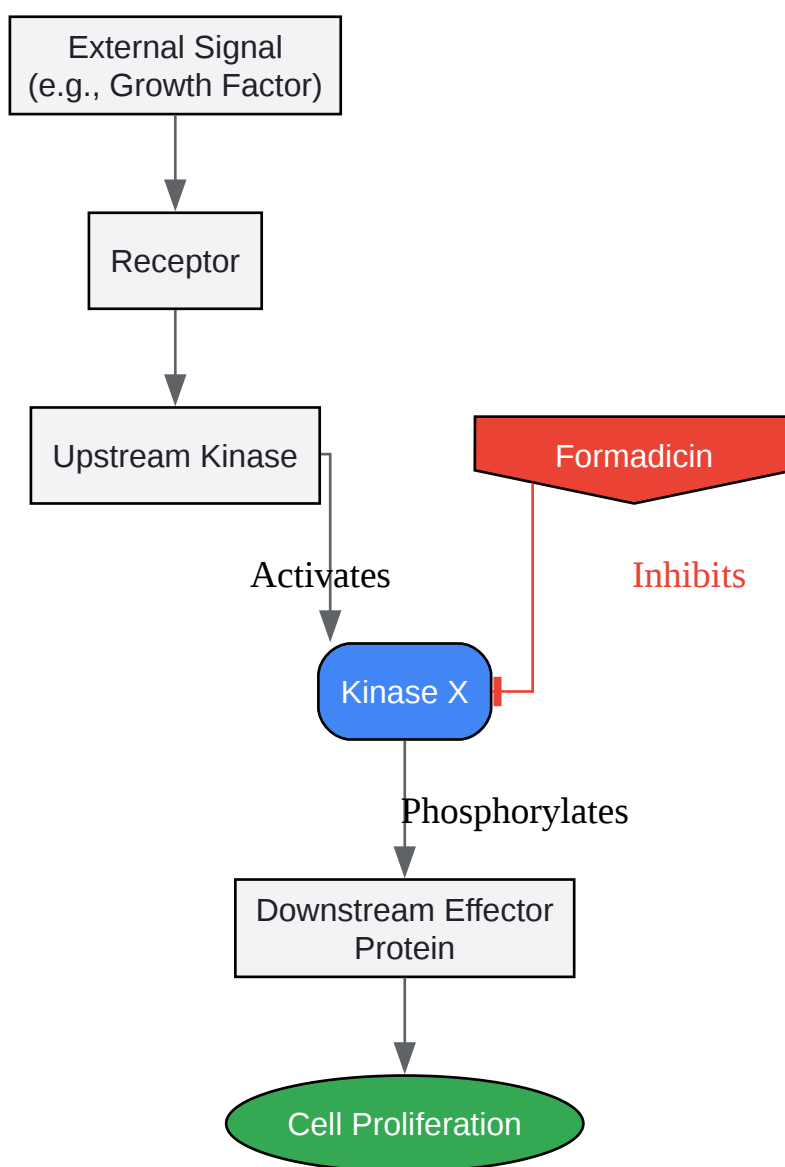 External Signal
(e.g., Growth Factor)
Receptor
Upstream Kinase
Formadicin
Activates
Inhibits
Kinase X
Phosphorylates
Downstream Effector
Protein
Cell Proliferation